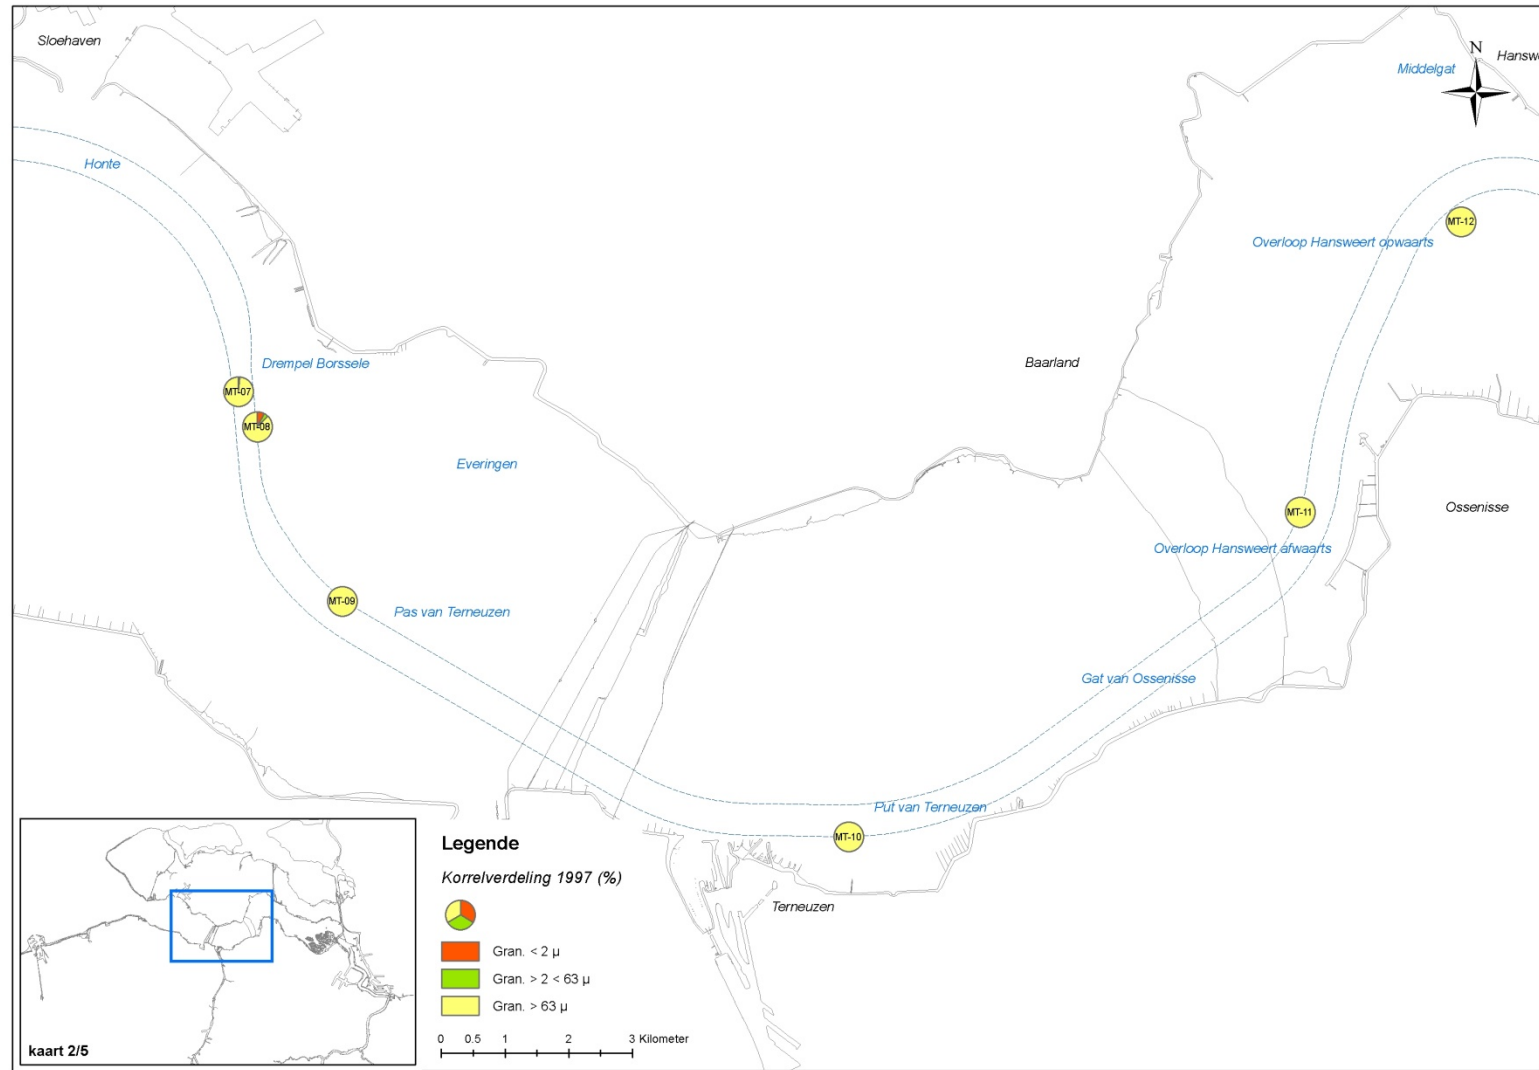 Sloehaven
Middelgat
N
Hansw
Honte
MT-12
Overloop Hansweert opwaarts
Drempel Borssele
Baarland
MT-07
MT-08
Everingen
Ossenisse
MT-11
Overloop Hansweert afwaarts
MT-09
Pas van Terneuzen
Gat van Ossenisse
Put van Terneuzen
MT-10
Terneuzen
Legende
Korrelverdeling 1997 (%)
Gran. < 2 µ
Gran. > 2 < 63 µ
Gran. > 63 µ
0 0.5 1 2 3 Kilometer
kaart 2/5